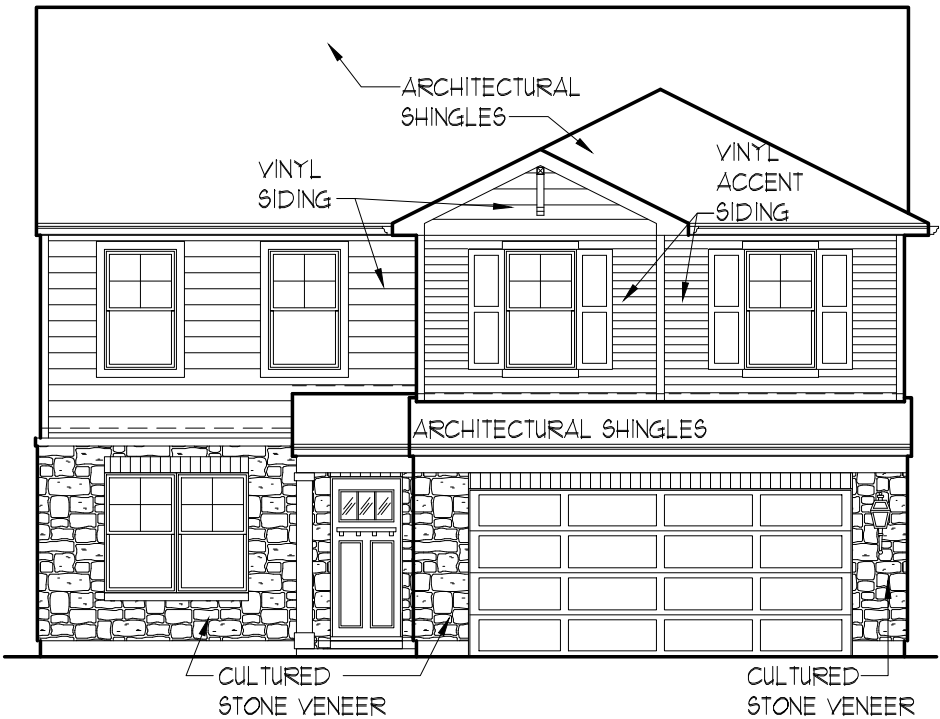 ARCHITECTURAL
SHINGLES
VINYL
SIDING
VINYL
ACCENT
SIDING
ARCHITECTURAL SHINGLES
CULTURED
STONE VENEER
CULTURED
STONE VENEER